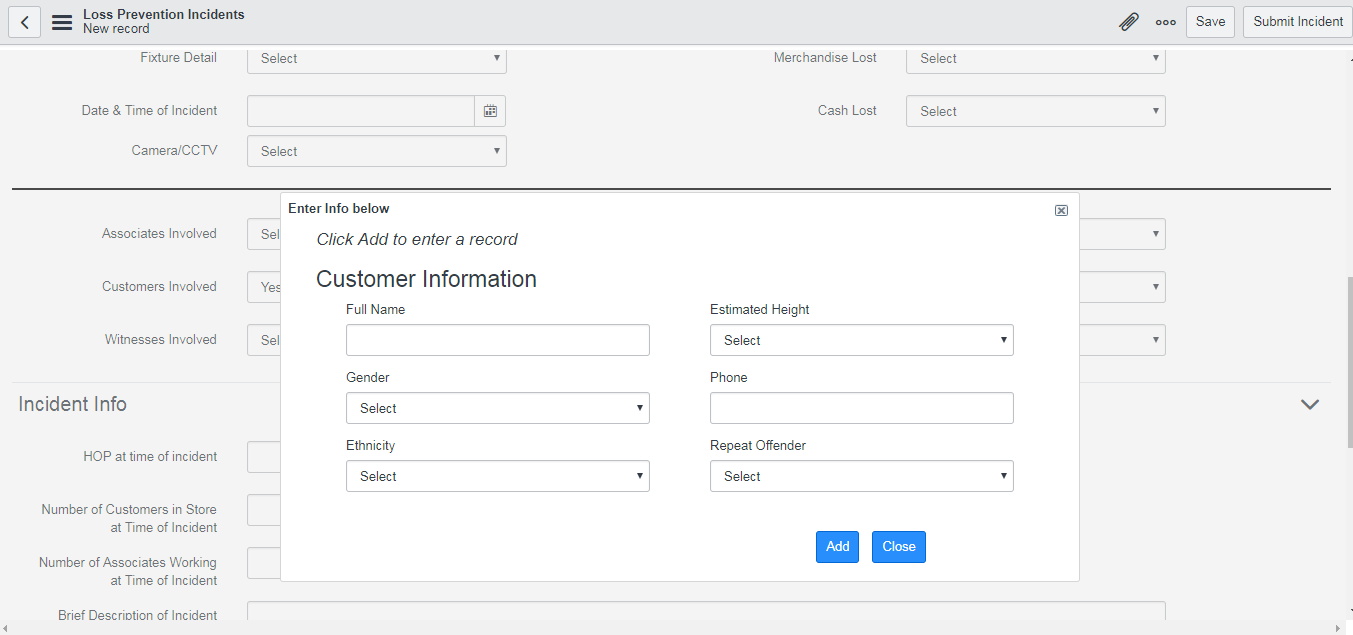 Loss Prevention Incidents
New record
Save
Submit Incident
Fixture Detail Select
Merchandise Lost Select
Date & Time of Incident
Cash Lost Select
Camera/CCTV Select
Enter Info below
Click Add to enter a record
Customer Information
Full Name
Estimated Height
Select
Gender
Phone
Select
Ethnicity
Repeat Offender
Select
Select
Add
Close
Associates Involved Sel
Customers Involved Yes
Witnesses Involved Sel
Incident Info
HOP at time of incident
Number of Customers in Store
at Time of Incident
Number of Associates Working
at Time of Incident
Brief Description of Incident